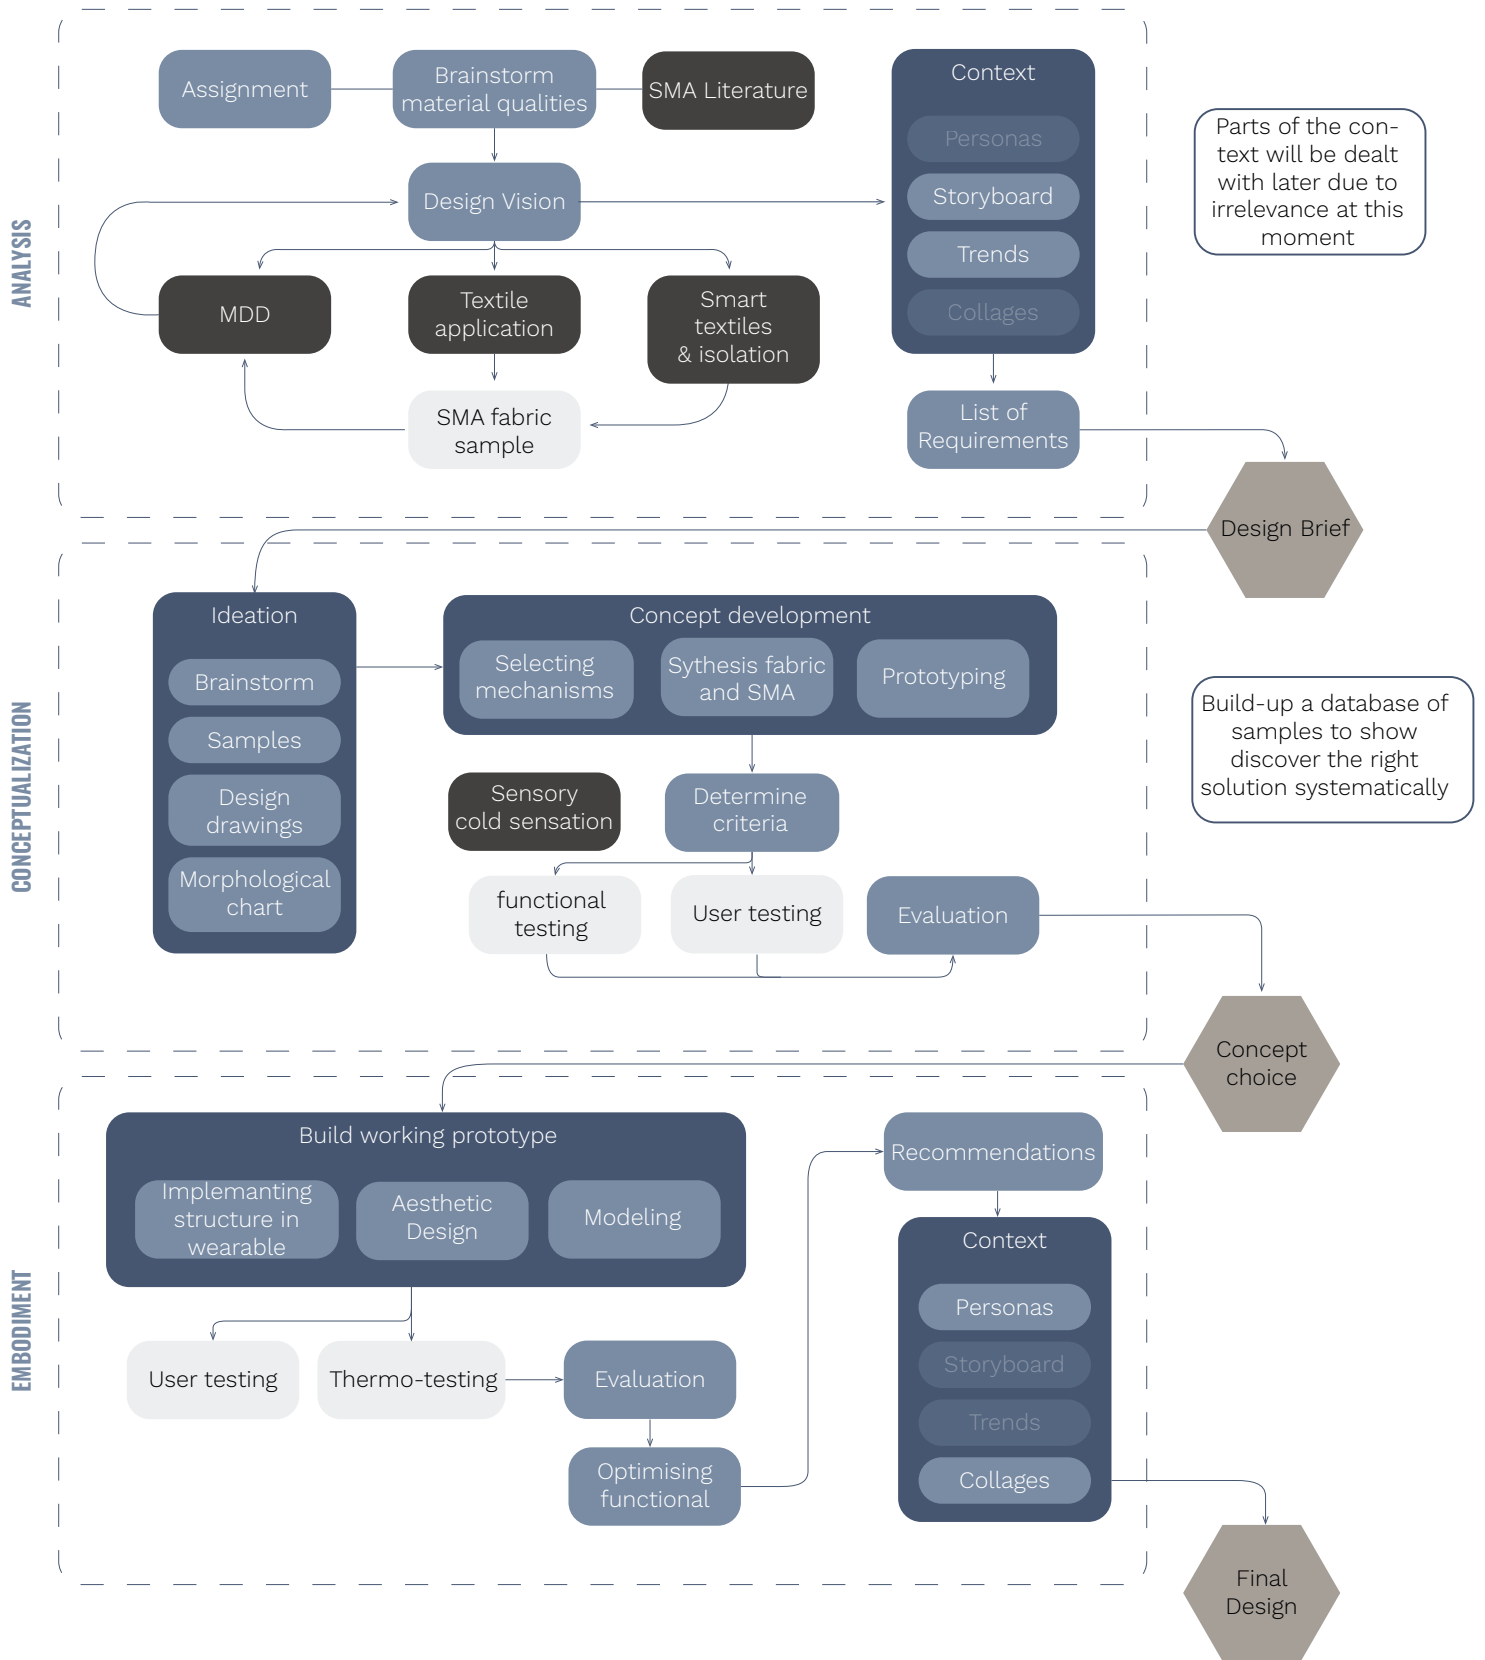 ANALYSIS
Assignment
Brainstorm
material qualities
SMA Literature
Design Vision
MDD
Textile
application
Smart
textiles
& isolation
SMA fabric
sample
Context
Personas
Storyboard
Trends
Collages
List of
Requirements
Parts of the con-
text will be dealt
with later due to
irrelevance at this
moment
Design Brief
CONCEPTUALIZATION
Ideation
Brainstorm
Samples
Design
drawings
Morphological
chart
Concept development
Selecting
mechanisms
Sythesis fabric
and SMA
Prototyping
Sensory
cold sensation
Determine
criteria
functional
testing
User testing
Evaluation
Build-up a database of
samples to show
discover the right
solution systematically
Concept
choice
EMBODIMENT
Build working prototype
Implemanting
structure in
wearable
Aesthetic
Design
Modeling
User testing
Thermo-testing
Evaluation
Optimising
functional
Recommendations
Context
Personas
Storyboard
Trends
Collages
Final
Design